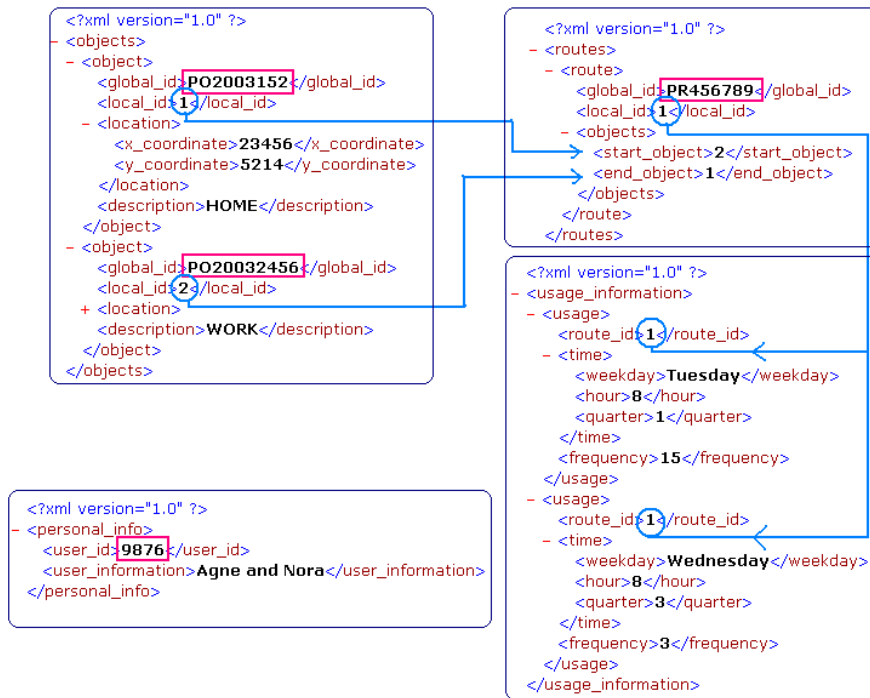 <?xml version="1.0" ?>
- <objects>
- <object>
<global_id>PO2003152</global_id>
<local_id>1</local_id>
- <location>
<x_coordinate>23456</x_coordinate>
<y_coordinate>5214</y_coordinate>
</location>
<description>HOME</description>
</object>
- <object>
<global_id>PO20032456</global_id>
<local_id>2</local_id>
+ <location>
<description>WORK</description>
</object>
</objects>
<?xml version="1.0" ?>
- <routes>
- <route>
<global_id>PR456789</global_id>
<local_id>1</local_id>
- <objects>
<start_object>2</start_object>
<end_object>1</end_object>
</objects>
</route>
</routes>
<?xml version="1.0" ?>
- <usage_information>
- <usage>
<route_id>1</route_id>
- <time>
<weekday>Tuesday</weekday>
<hour>8</hour>
<quarter>1</quarter>
</time>
<frequency>15</frequency>
</usage>
- <usage>
<route_id>1</route_id>
- <time>
<weekday>Wednesday</weekday>
<hour>8</hour>
<quarter>3</quarter>
</time>
<frequency>3</frequency>
</usage>
</usage_information>
<?xml version="1.0" ?>
- <personal_info>
<user_id>9876</user_id>
<user_information>Agne and Nora</user_information>
</personal_info>